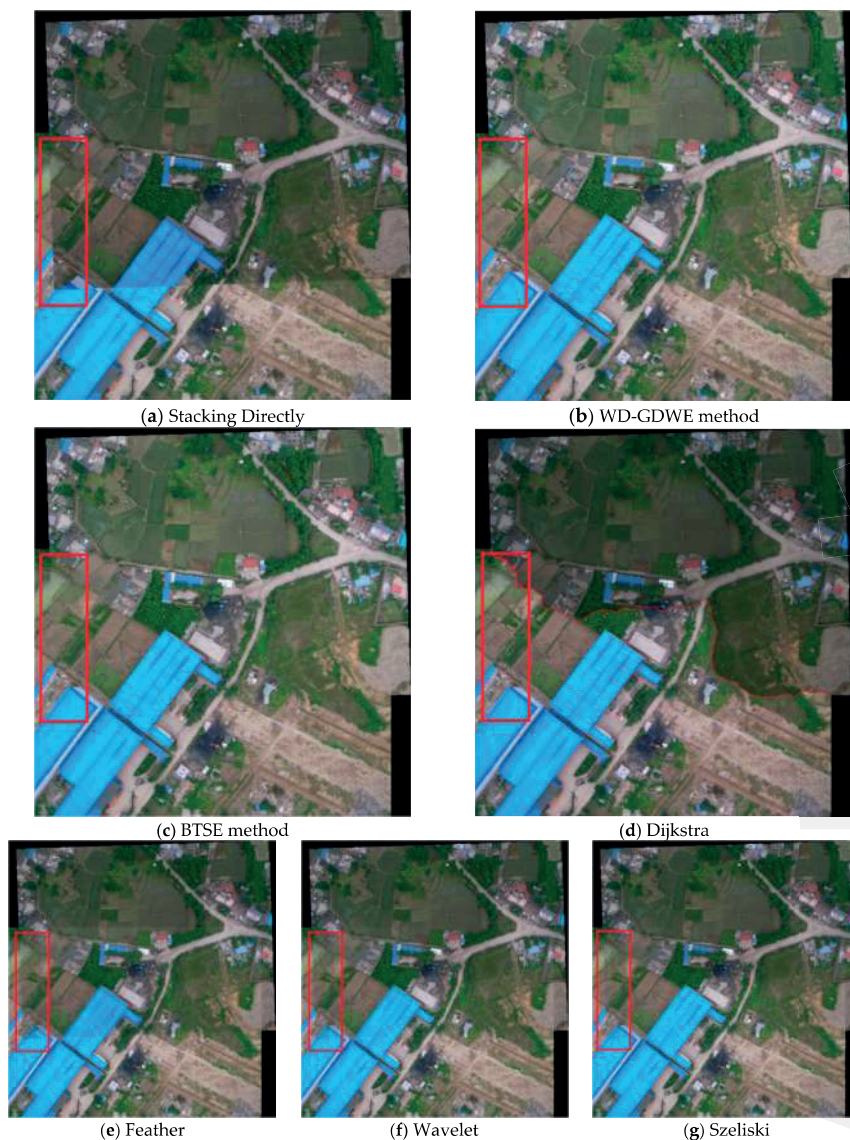 (a) Stacking Directly
(b) WD-GDWE method
(c) BTSE method
(d) Dijkstra
(e) Feather
(f) Wavelet
(g) Szeliski